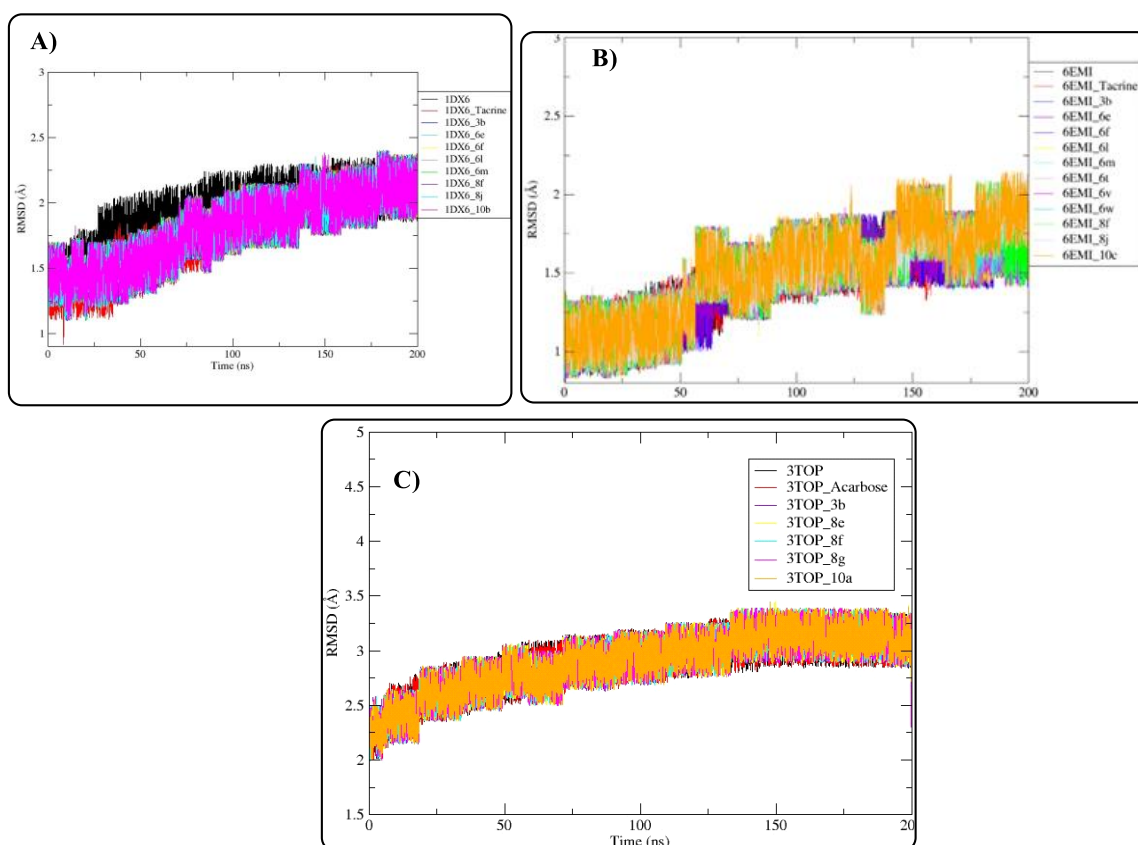 A)
3
2.5
2
1.5
1
RMSD (Å)
0
50
100
150
200
Time (ns)
1DX6
1DX6_Tacrine
1DX6_3b
1DX6_6e
1DX6_6f
1DX6_6l
1DX6_6m
1DX6_8f
1DX6_8j
1DX6_10b
B)
3
2.5
2
1.5
1
RMSD (Å)
0
50
100
150
200
6EMI
6EMI_Tacrine
6EMI_3b
6EMI_6e
6EMI_6f
6EMI_6l
6EMI_6m
6EMI_6t
6EMI_6v
6EMI_6w
6EMI_8f
6EMI_8j
6EMI_10c
C)
5
4.5
4
3.5
3
2.5
2
1.5
RMSD (Å)
0
50
100
150
20
Time (ns)
3TOP
3TOP_Acarbose
3TOP_3b
3TOP_8e
3TOP_8f
3TOP_8g
3TOP_10a